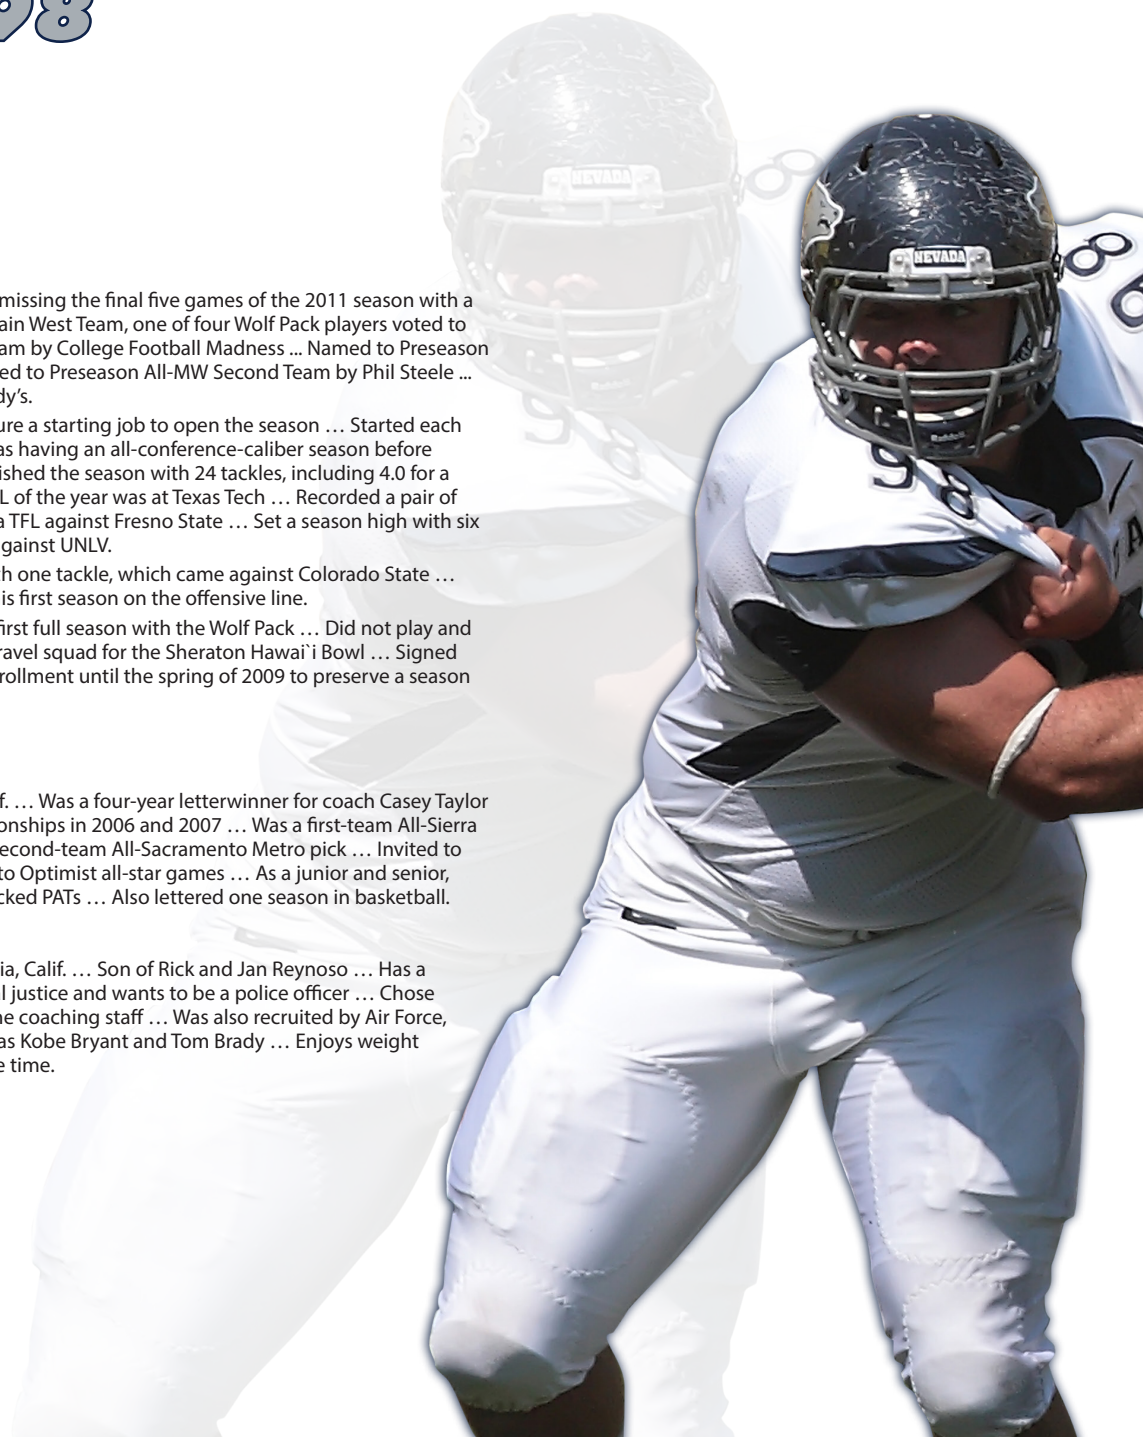 98
missing the final five games of the 2011 season with a
ain West Team, one of four Wolf Pack players voted to
am by College Football Madness ... Named to Preseason
ed to Preseason All-MW Second Team by Phil Steele ...
dy's.
ure a starting job to open the season … Started each
as having an all-conference-caliber season before
ished the season with 24 tackles, including 4.0 for a
L of the year was at Texas Tech … Recorded a pair of
a TFL against Fresno State … Set a season high with six
gainst UNLV.
h one tackle, which came against Colorado State …
is first season on the offensive line.
first full season with the Wolf Pack … Did not play and
ravel squad for the Sheraton Hawai`i Bowl … Signed
rollment until the spring of 2009 to preserve a season
f. … Was a four-year letterwinner for coach Casey Taylor
onships in 2006 and 2007 … Was a first-team All-Sierra
econd-team All-Sacramento Metro pick … Invited to
to Optimist all-star games … As a junior and senior,
cked PATs … Also lettered one season in basketball.
ia, Calif. … Son of Rick and Jan Reynoso … Has a
l justice and wants to be a police officer … Chose
he coaching staff … Was also recruited by Air Force,
as Kobe Bryant and Tom Brady … Enjoys weight
e time.
NEVADA
98
NEVADA
8
Riddell
98